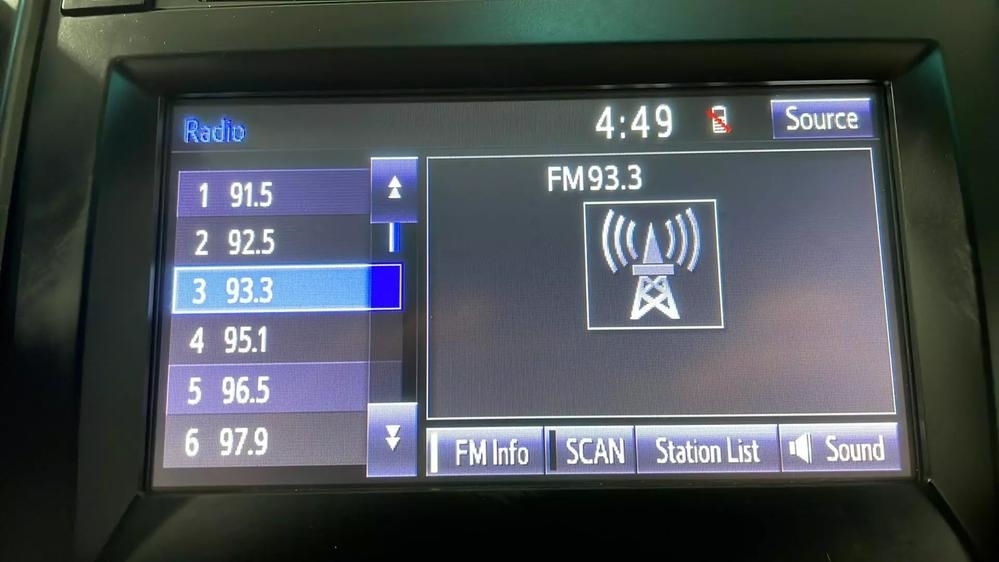 Radio
4:49
Source
1 91.5
2 92.5
3 93.3
4 95.1
5 96.5
6 97.9
FM 93.3
FM Info
SCAN
Station List
Sound